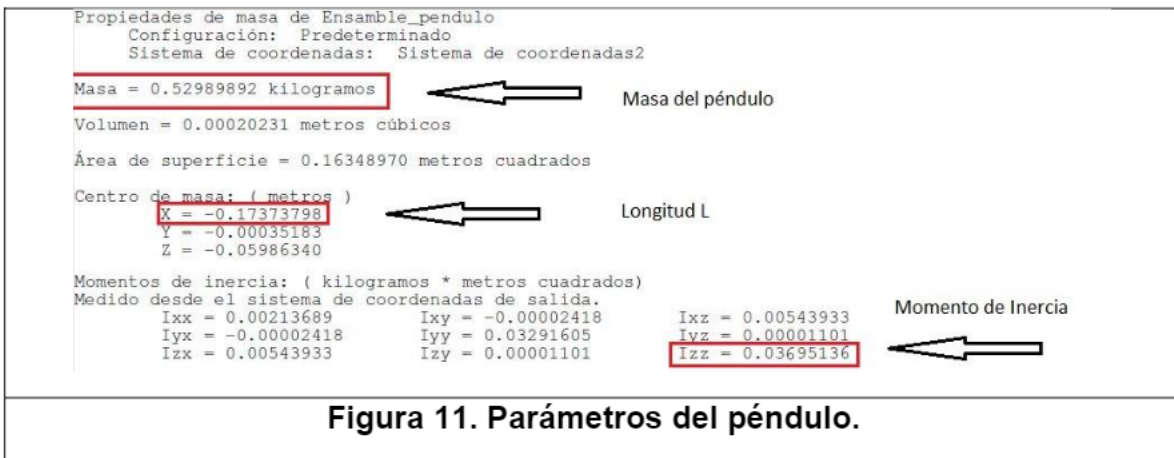 Propiedades de masa de Ensamble_pendulo
Configuración: Predeterminado
Sistema de coordenadas: Sistema de coordenadas2
Masa = 0.52989892 kilogramos
Masa del péndulo
Volumen = 0.00020231 metros cúbicos
Área de superficie = 0.16348970 metros cuadrados
Centro de masa: ( metros )
X = -0.17373798
Longitud L
Y = -0.00035183
Z = -0.05986340
Momentos de inercia: ( kilogramos * metros cuadrados)
Medido desde el sistema de coordenadas de salida.
Momento de Inercia
Ixx = 0.00213689 Ixy = -0.00002418 Ixz = 0.00543933
Iyx = -0.00002418 Iyy = 0.03291605 Iyz = 0.00001101
Izx = 0.00543933 Izy = 0.00001101 Izz = 0.03695136
Figura 11. Parámetros del péndulo.